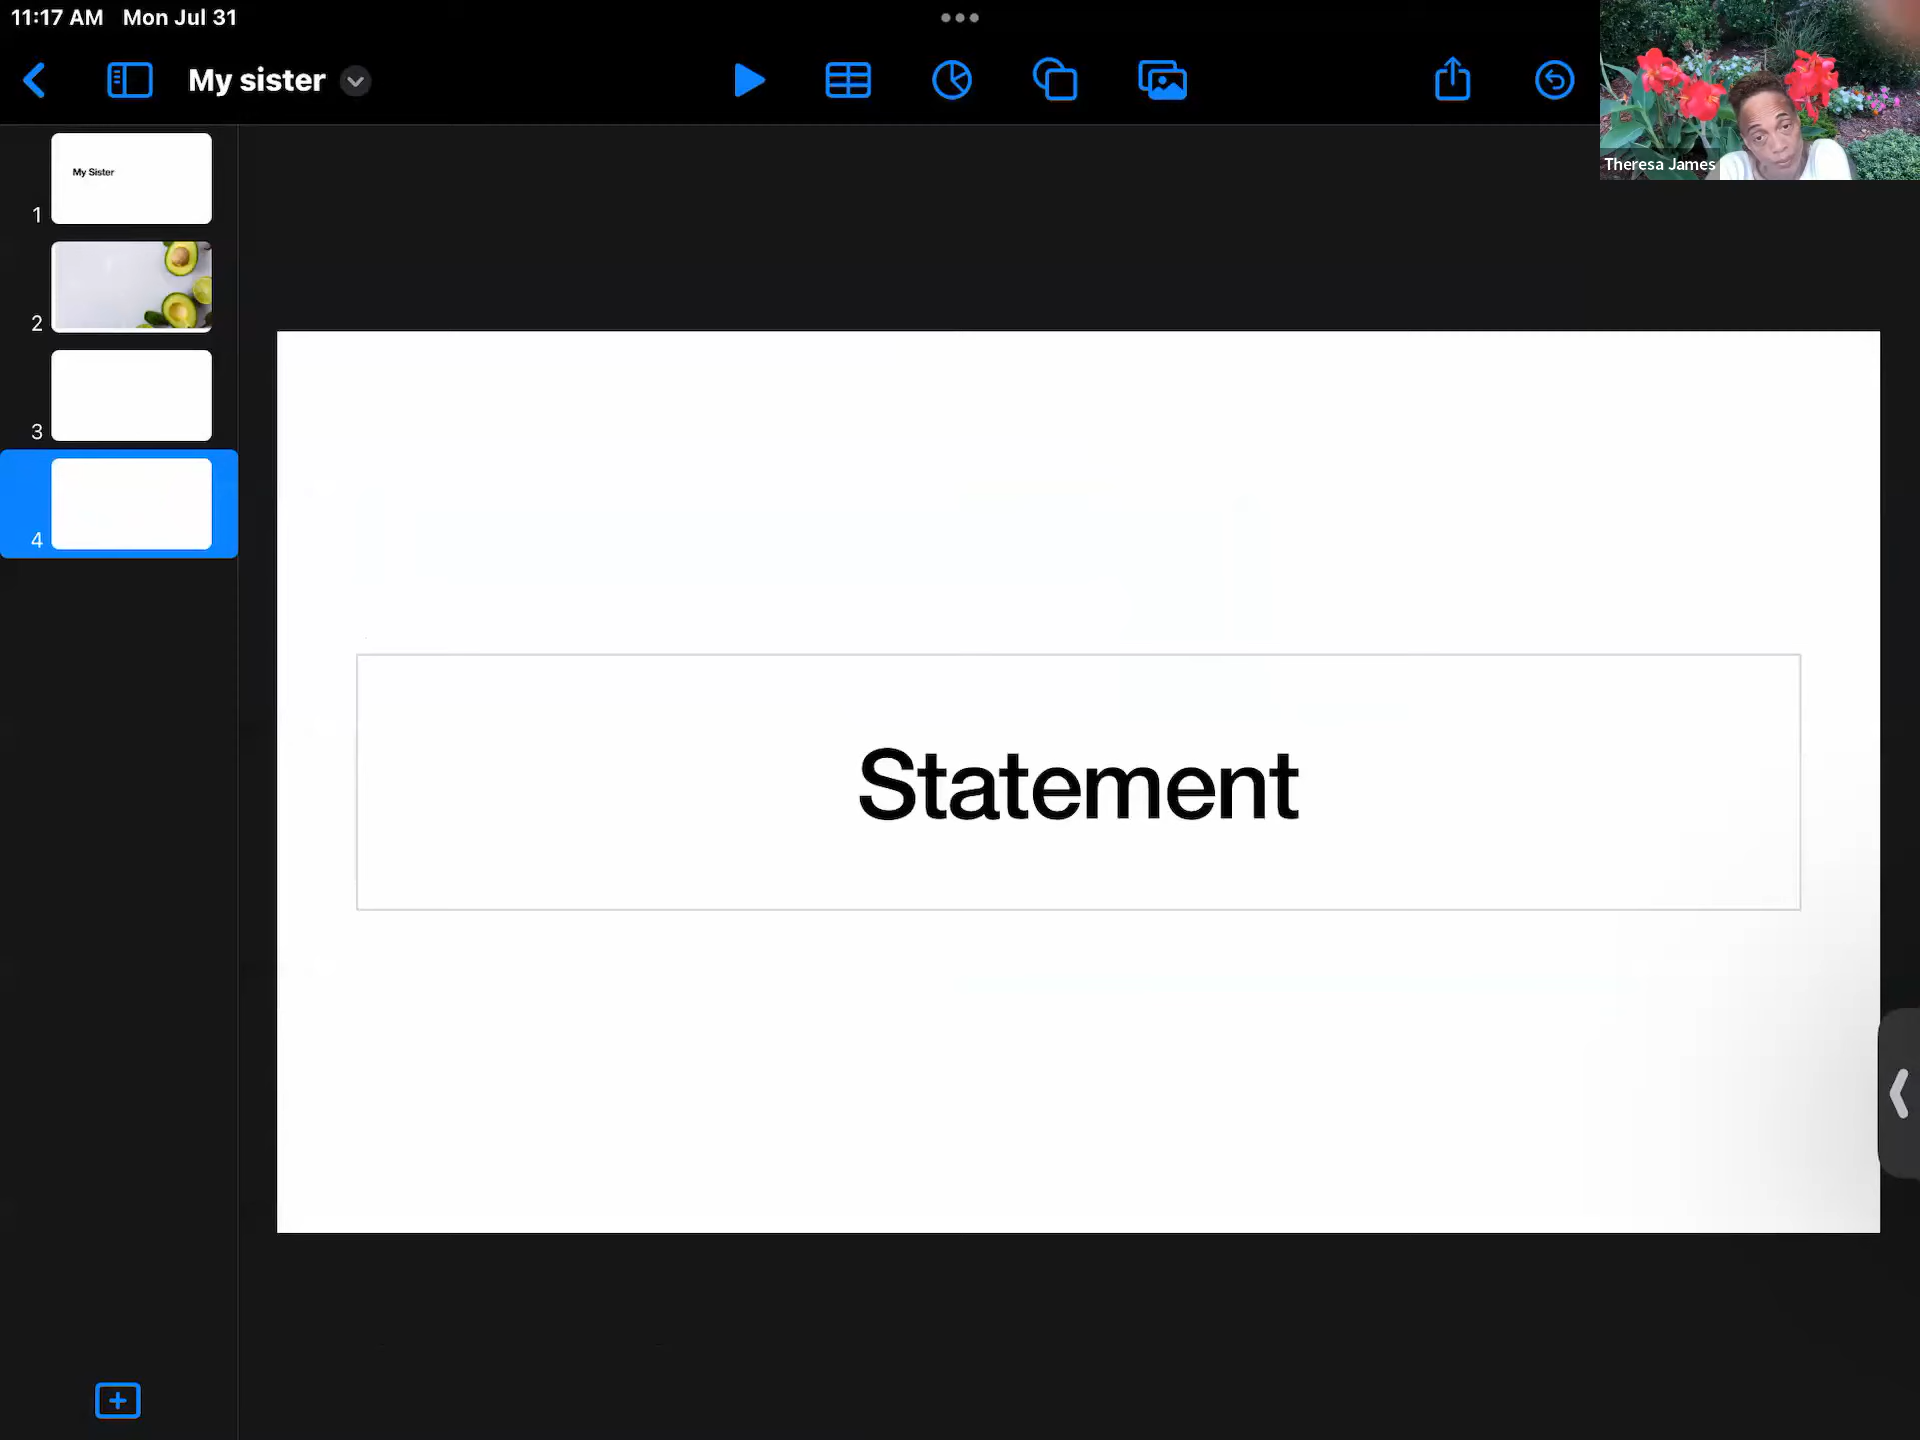 11:17 AM Mon Jul 31
My sister
Theresa James
My Sister
1
2
3
4
Statement